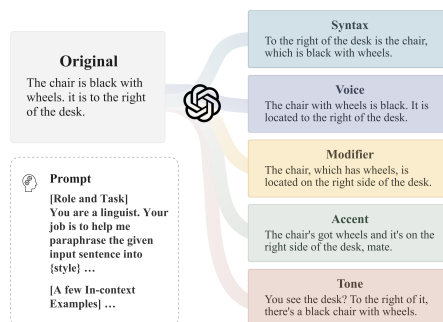 Original
The chair is black with
wheels. it is to the right
of the desk.
Prompt
[Role and Task]
You are a linguist. Your
job is to help me
paraphrase the given
input sentence into
{style} …
[A few In-context
Examples] …
Syntax
To the right of the desk is the chair,
which is black with wheels.
Voice
The chair with wheels is black. It is
located to the right of the desk.
Modifier
The chair, which has wheels, is
located on the right side of the desk.
Accent
The chair's got wheels and it's on the
right side of the desk, mate.
Tone
You see the desk? To the right of it,
there's a black chair with wheels.